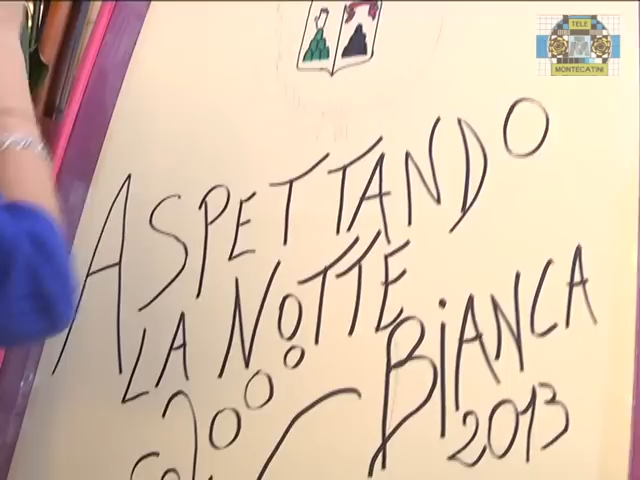 TELE
MONTECATINI
ASPETTANDO
LA NOTTE
BIANCA
2013